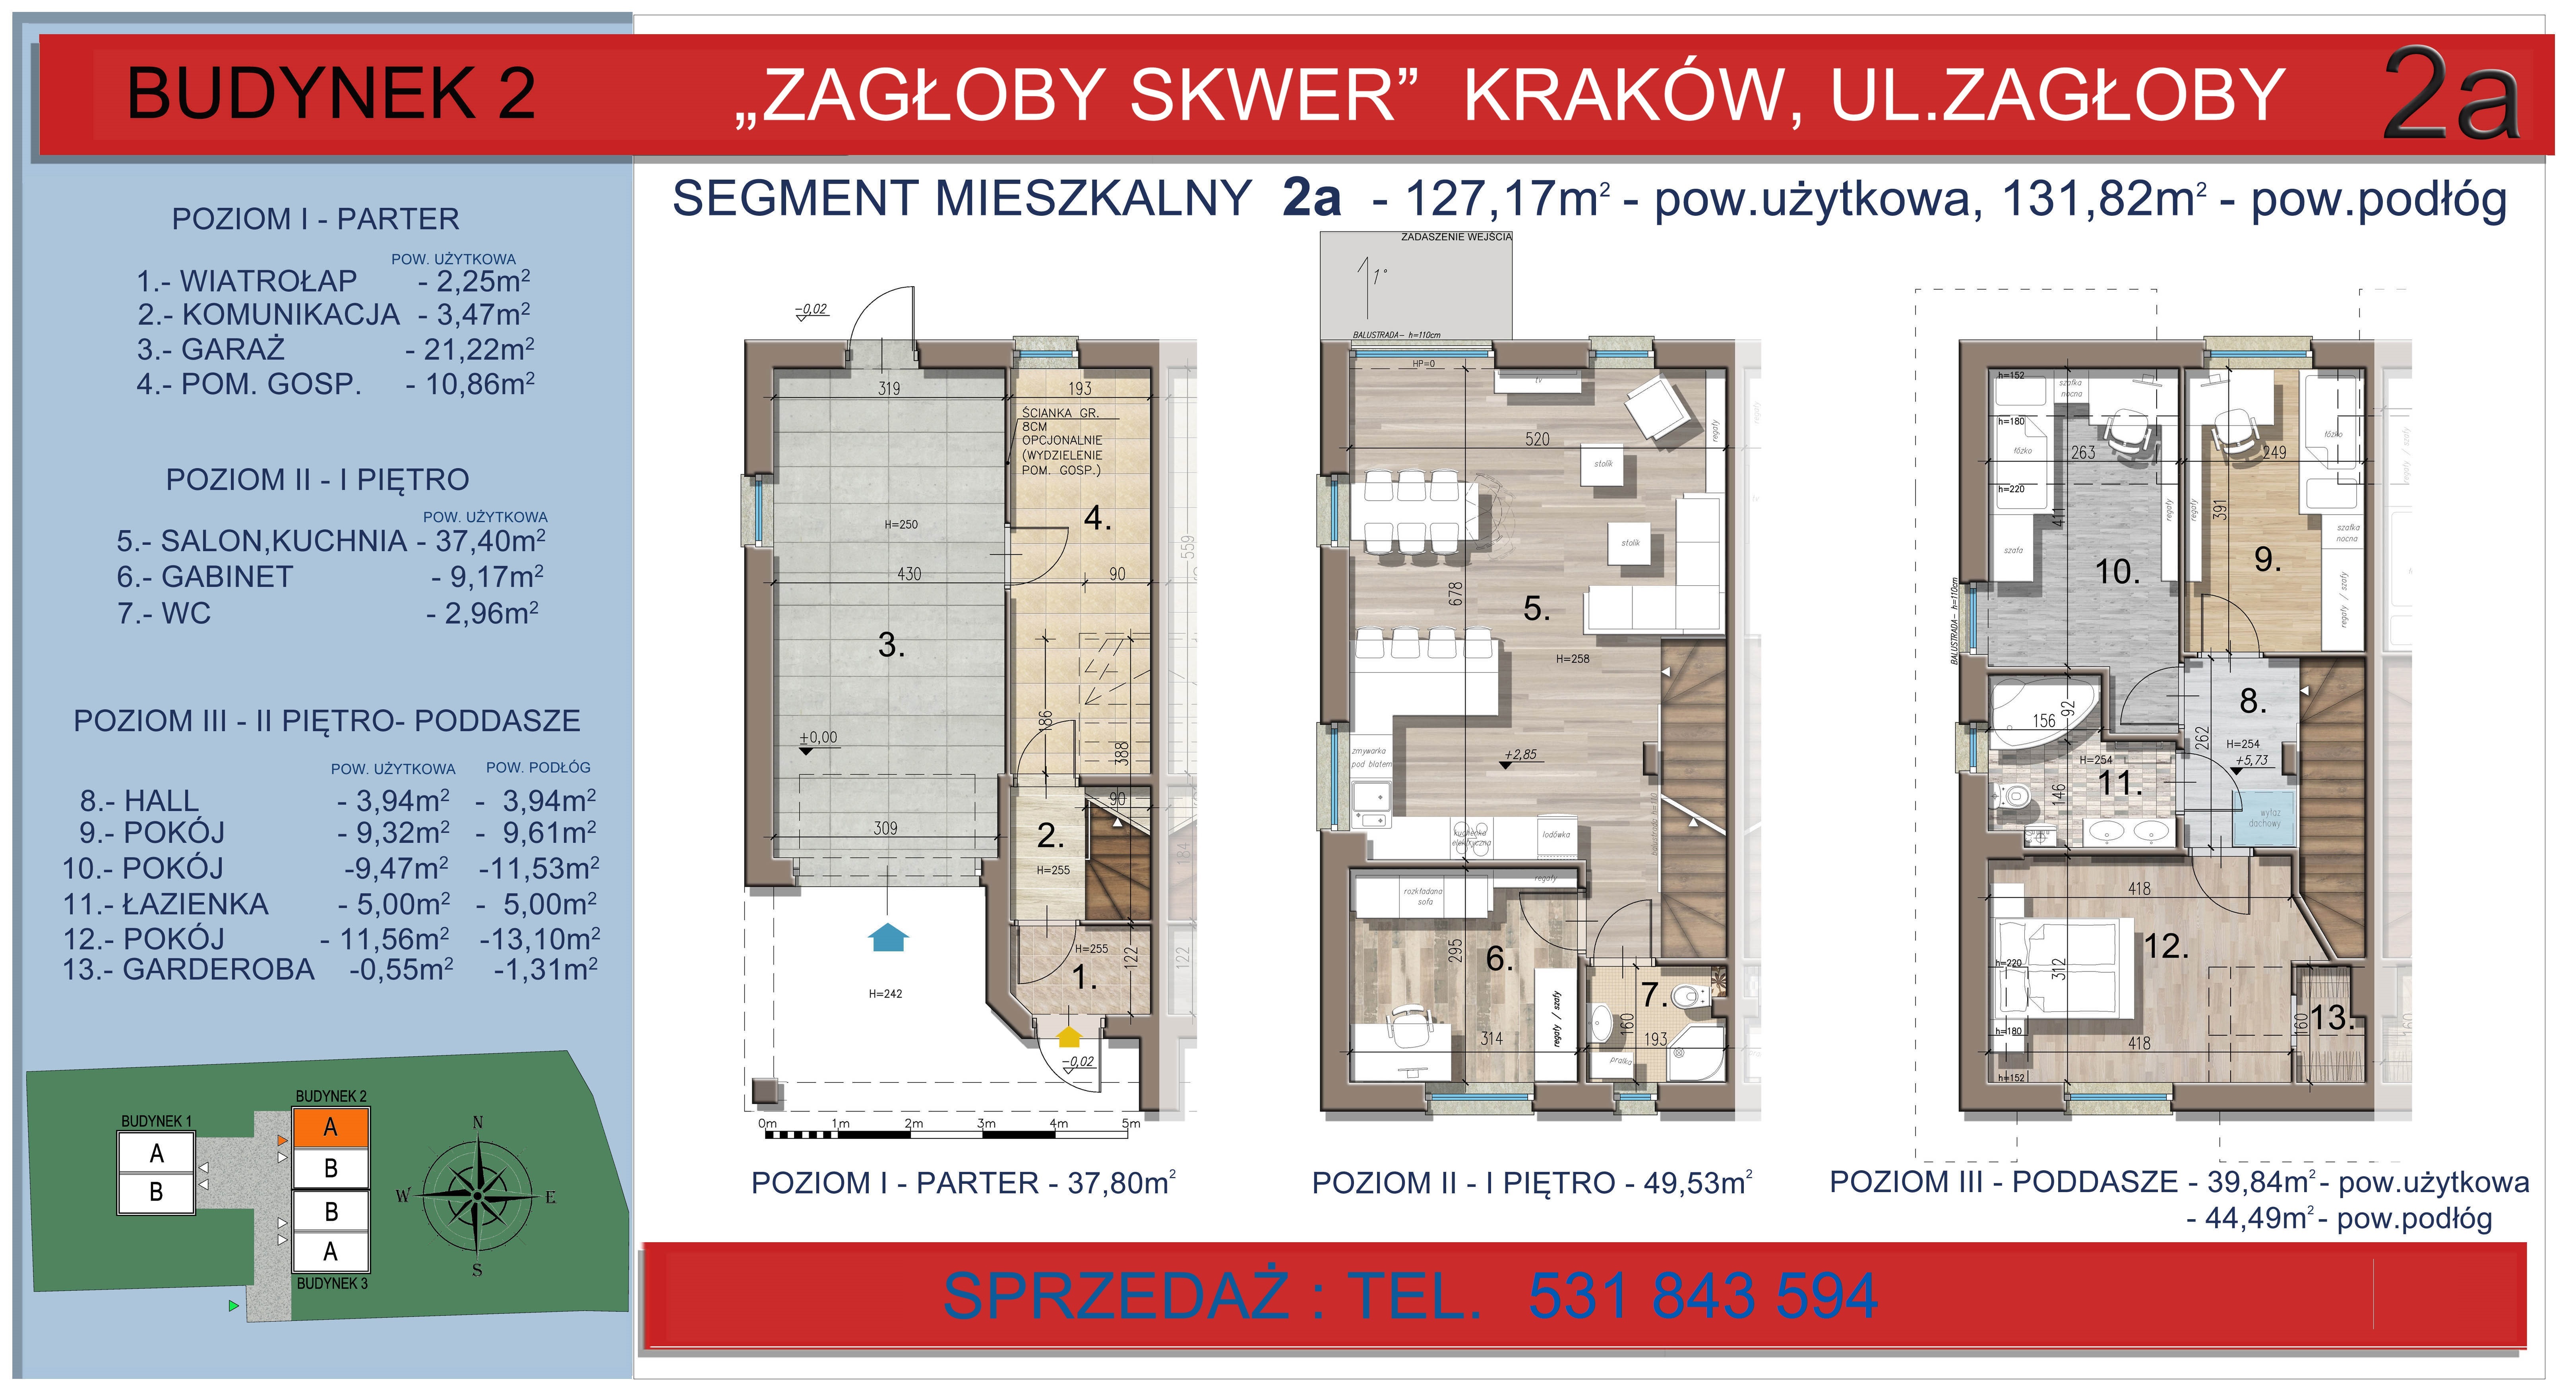 BUDYNEK 2
„ZAGŁOBY SKWER” KRAKÓW, UL.ZAGŁOBY
2a
SEGMENT MIESZKALNY 2a - 127,17m² - pow.użytkowa, 131,82m² - pow.podłóg
POZIOM I - PARTER
POW. UŻYTKOWA
1.- WIATROŁAP - 2,25m²
2.- KOMUNIKACJA - 3,47m²
3.- GARAŻ - 21,22m²
4.- POM. GOSP. - 10,86m²
POZIOM II - I PIĘTRO
POW. UŻYTKOWA
5.- SALON,KUCHNIA - 37,40m²
6.- GABINET - 9,17m²
7.- WC - 2,96m²
POZIOM III - II PIĘTRO- PODDASZE
POW. UŻYTKOWA POW. PODŁÓG
8.- HALL - 3,94m² - 3,94m²
9.- POKÓJ - 9,32m² - 9,61m²
10.- POKÓJ -9,47m² -11,53m²
11.- ŁAZIENKA - 5,00m² - 5,00m²
12.- POKÓJ - 11,56m² -13,10m²
13.- GARDEROBA -0,55m² -1,31m²
BUDYNEK 1
A
B
BUDYNEK 2
A
B
B
A
BUDYNEK 3
N
W
E
S
-0,02
319
193
ŚCIANKA GR.
8CM
OPCJONALNIE
(WYDZIELENIE
POM. GOSP.)
4.
H=250
559
430
90
3.
186
±0,00
388
90
309
2.
H=255
184
H=255
122
122
1.
H=242
-0,02
0m 1m 2m 3m 4m 5m
POZIOM I - PARTER - 37,80m²
ZADASZENIE WEJŚCIA
1°
BALUSTRADA- h=110cm
HP=0
tv
regały
520
stolik
stolik
678
5.
H=258
zmywarka
pod blatem
+2,85
kuchenka
elektryczna
lodówka
regały
rozkładana
sofa
295
6.
regały / szafy
314
7.
160
193
pralka
POZIOM II - I PIĘTRO - 49,53m²
h=152
szafka
nocna
h=180
łóżko
263
h=220
411
regały
regały
szafa
10.
BALUSTRADA- h=110cm
249
łóżko
391
szafka
nocna
9.
regały / szafy
156
92
8.
262
H=254
+5,73
H=254
11.
146
wyłaz
dachowy
418
12.
h=220
312
h=180
160
13.
418
h=152
160
POZIOM III - PODDASZE - 39,84m² - pow.użytkowa
- 44,49m² - pow.podłóg
SPRZEDAŻ : TEL. 531 843 594